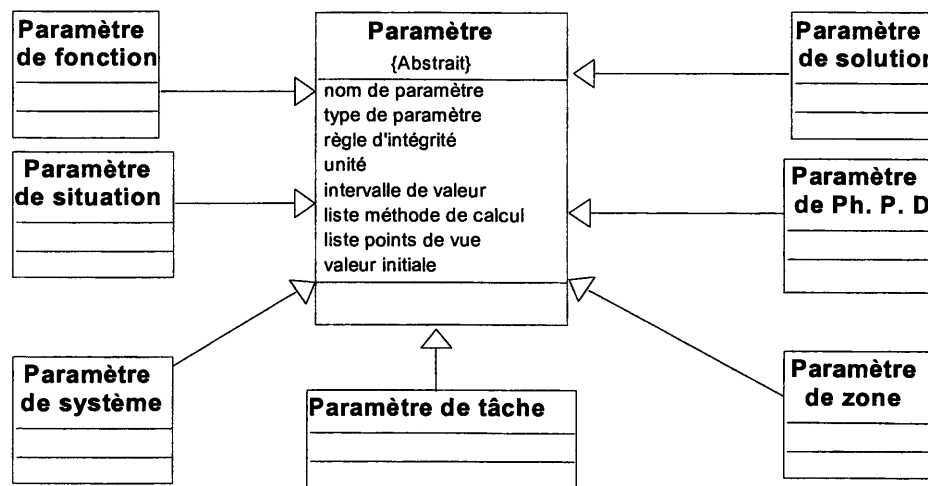 Paramètre
de fonction
Paramètre
{Abstrait}
nom de paramètre
type de paramètre
règle d'intégrité
unité
intervalle de valeur
liste méthode de calcul
liste points de vue
valeur initiale
Paramètre
de solution
Paramètre
de situation
Paramètre
de Ph. P. D
Paramètre
de système
Paramètre de tâche
Paramètre
de zone